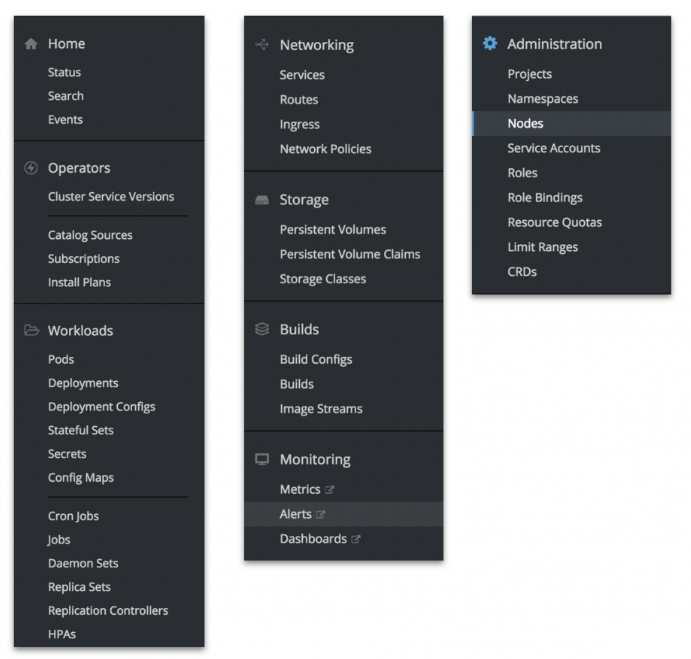 Home
Status
Search
Events
Operators
Cluster Service Versions
Catalog Sources
Subscriptions
Install Plans
Workloads
Pods
Deployments
Deployment Configs
Stateful Sets
Secrets
Config Maps
Cron Jobs
Jobs
Daemon Sets
Replica Sets
Replication Controllers
HPAs
Networking
Services
Routes
Ingress
Network Policies
Storage
Persistent Volumes
Persistent Volume Claims
Storage Classes
Builds
Build Configs
Builds
Image Streams
Monitoring
Metrics
Alerts
Dashboards
Administration
Projects
Namespaces
Nodes
Service Accounts
Roles
Role Bindings
Resource Quotas
Limit Ranges
CRDs